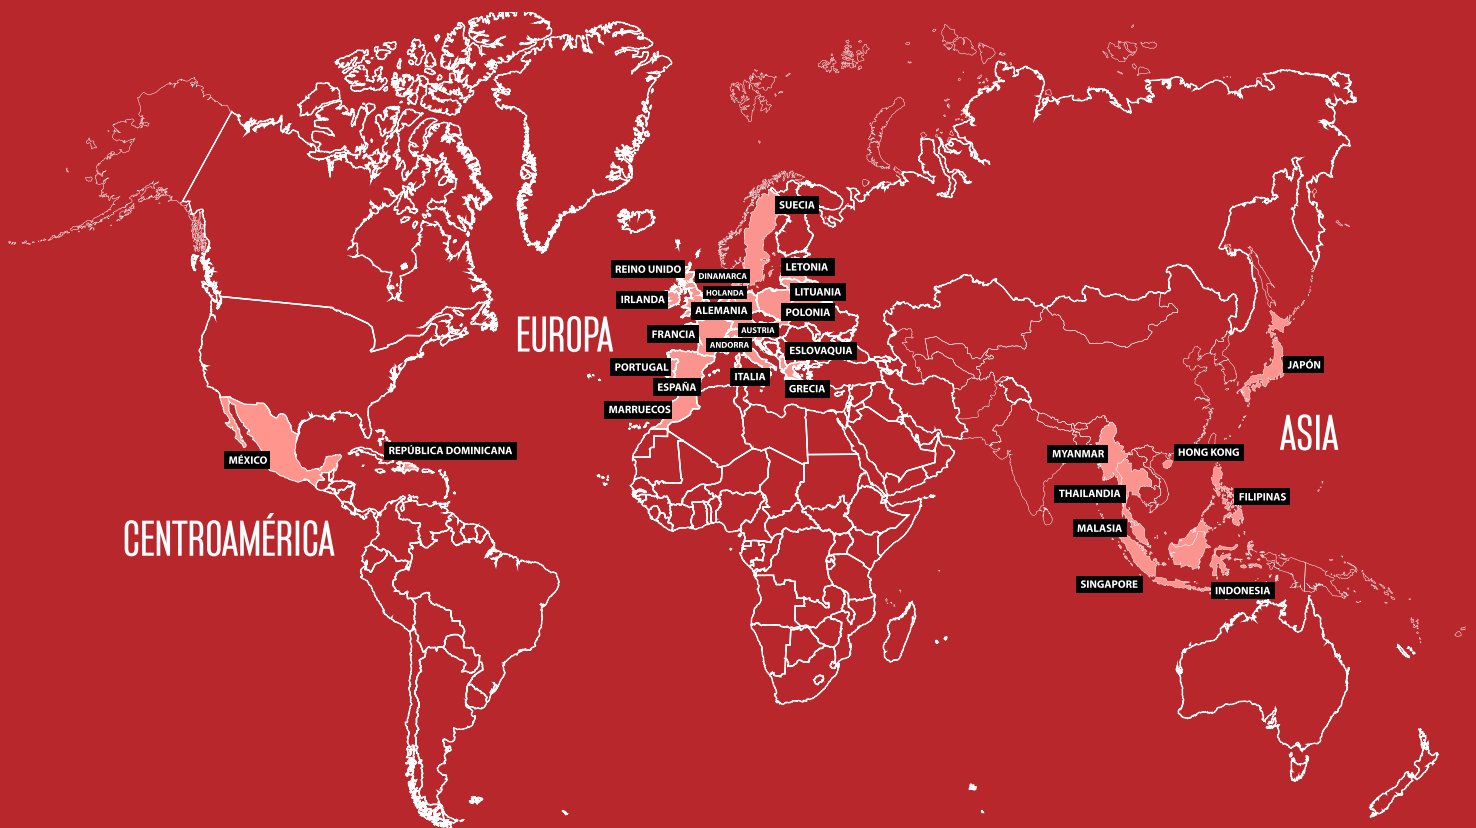 SUECIA
REINO UNIDO
DINAMARCA
LETONIA
IRLANDA
HOLANDA
LITUANIA
ALEMANIA
POLONIA
EUROPA
FRANCIA
AUSTRIA
ANDORRA
ESLOVAQUIA
PORTUGAL
ITALIA
ESPAÑA
GRECIA
MARRUECOS
JAPÓN
ASIA
MÉXICO
REPÚBLICA DOMINICANA
MYANMAR
HONG KONG
THAILANDIA
FILIPINAS
MALASIA
CENTROAMÉRICA
SINGAPORE
INDONESIA